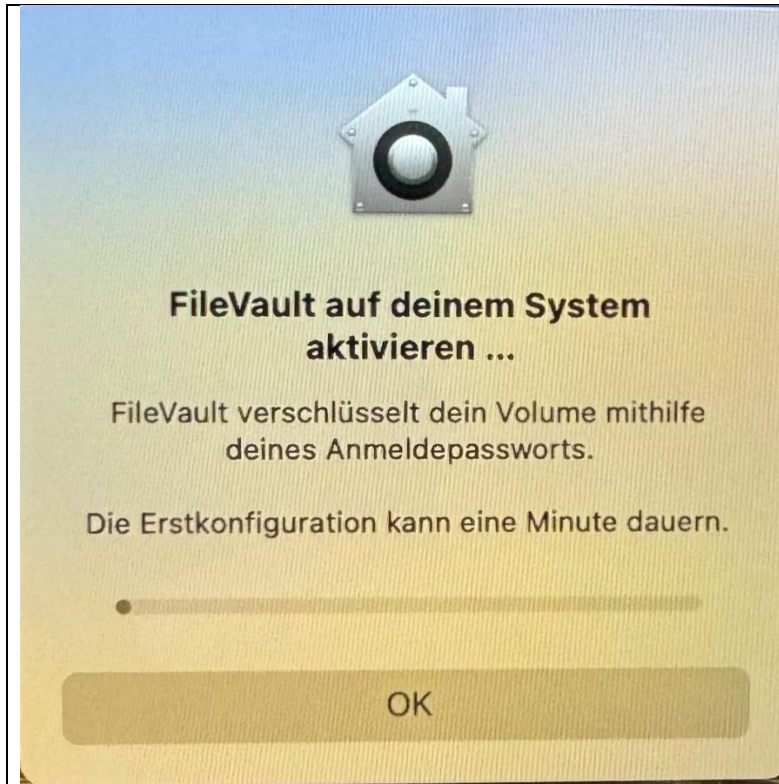 FileVault auf deinem System
aktivieren ...
FileVault verschlüsselt dein Volume mithilfe
deines Anmeldepassworts.
Die Erstkonfiguration kann eine Minute dauern.
OK